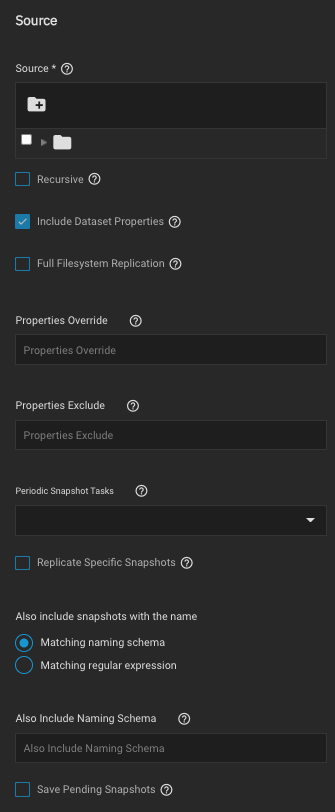 Source
Source *
Recursive
Include Dataset Properties
Full Filesystem Replication
Properties Override
Properties Override
Properties Exclude
Properties Exclude
Periodic Snapshot Tasks
Replicate Specific Snapshots
Also include snapshots with the name
Matching naming schema
Matching regular expression
Also Include Naming Schema
Also Include Naming Schema
Save Pending Snapshots